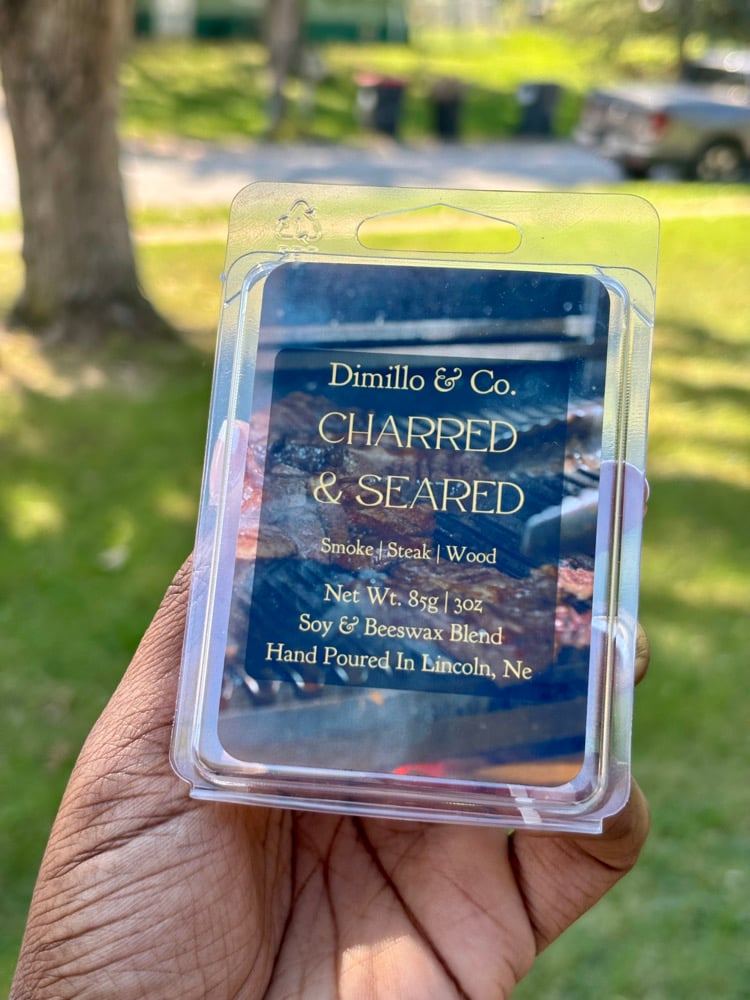 Dimillo & Co.
CHARRED
& SEARED
Smoke | Steak | Wood
Net Wt. 85g | 3oz
Soy & Beeswax Blend
Hand Poured In Lincoln, Ne